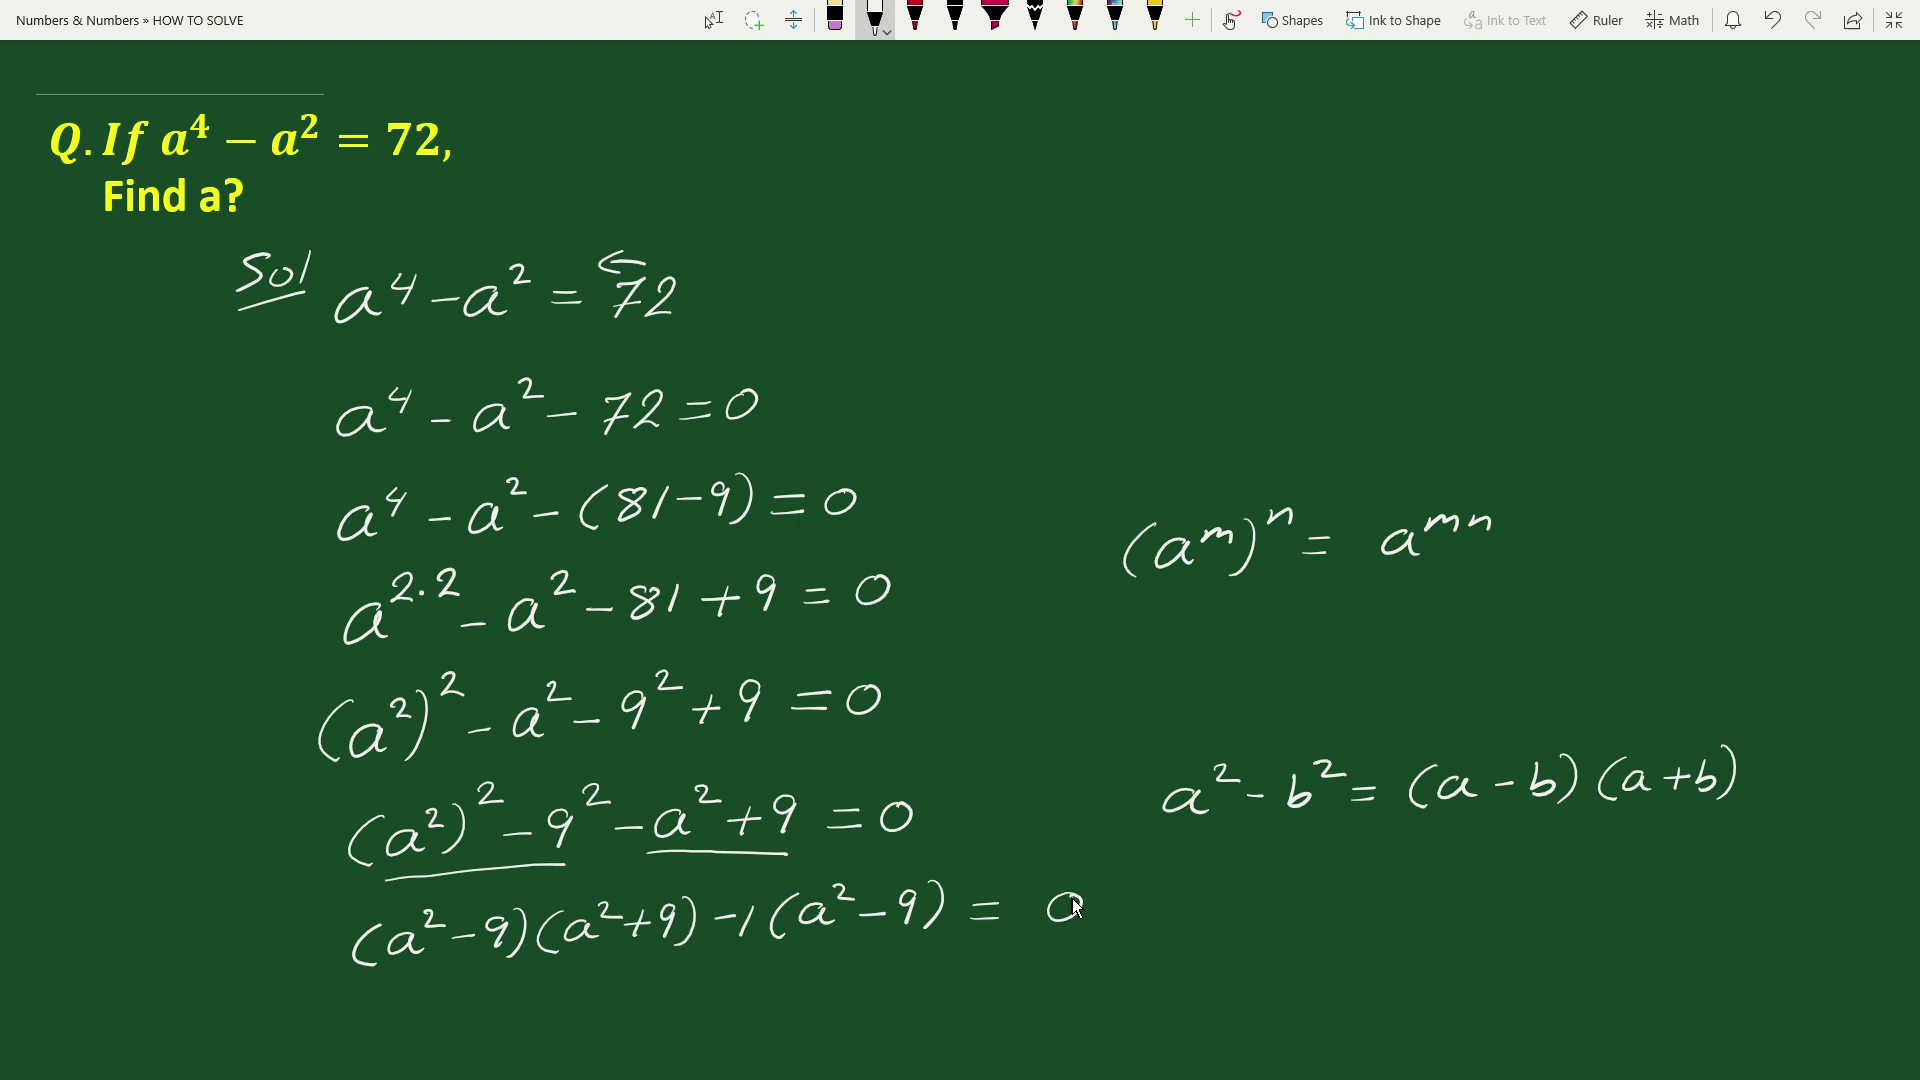 Numbers & Numbers » HOW TO SOLVE
Shapes Ink to Shape Ink to Text Ruler Math
Q. If a⁴ − a² = 72,
Find a?
Sol a⁴ − a² = 72
a⁴ − a² − 72 = 0
a⁴ − a² − (81 − 9) = 0
(aᵐ)ⁿ = aᵐⁿ
a²·² − a² − 81 + 9 = 0
(a²)² − a² − 9² + 9 = 0
a² − b² = (a − b) (a + b)
(a²)² − 9² − a² + 9 = 0
(a² − 9)(a² + 9) − 1(a² − 9) = 0